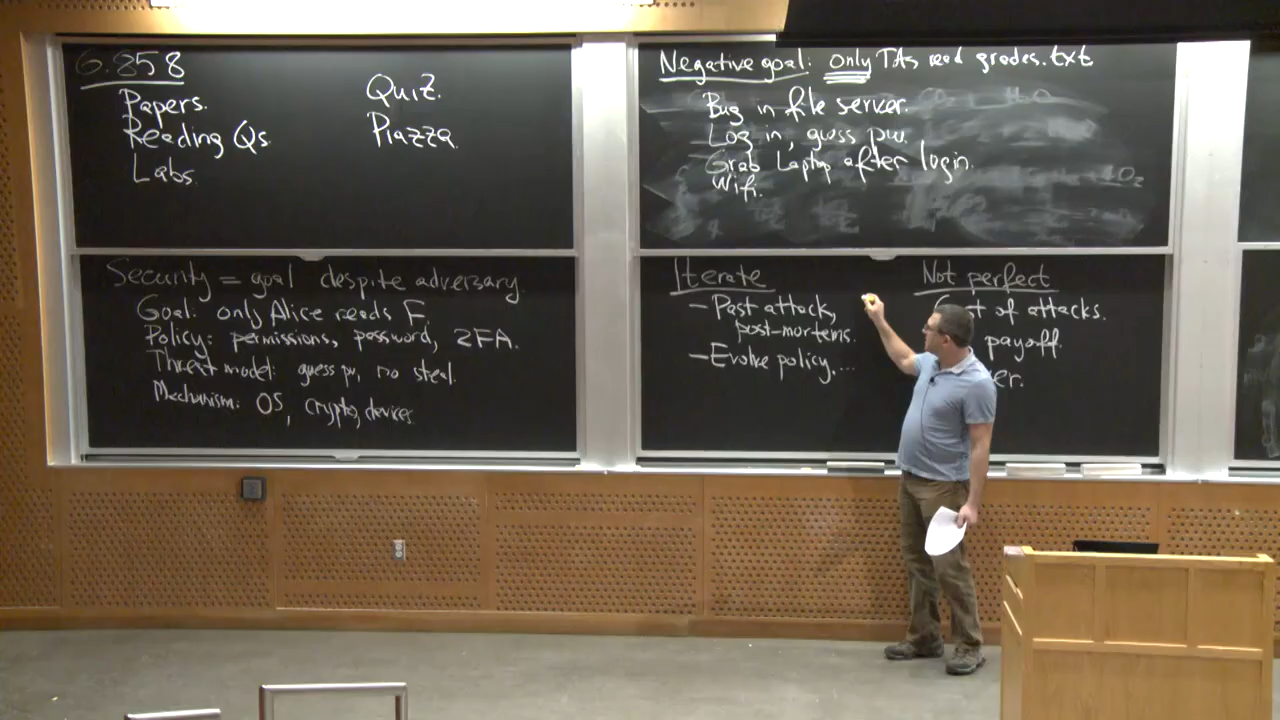 6.858
Papers.
Reading Qs.
Labs.
Quiz.
Piazza.
Security = goal despite adversary.
Goal: only Alice reads F
Policy: permissions, password, 2FA.
Threat model: guess pw, no steal.
Mechanism: OS, crypto, devices.
Negative goal: only TAs read grades.txt
Bug in file server.
Log in, guess pw.
Grab Laptop after login.
Wifi.
Iterate
- Past attack,
post-mortems.
- Evolve policy....
Not perfect
of attacks.
payoff.